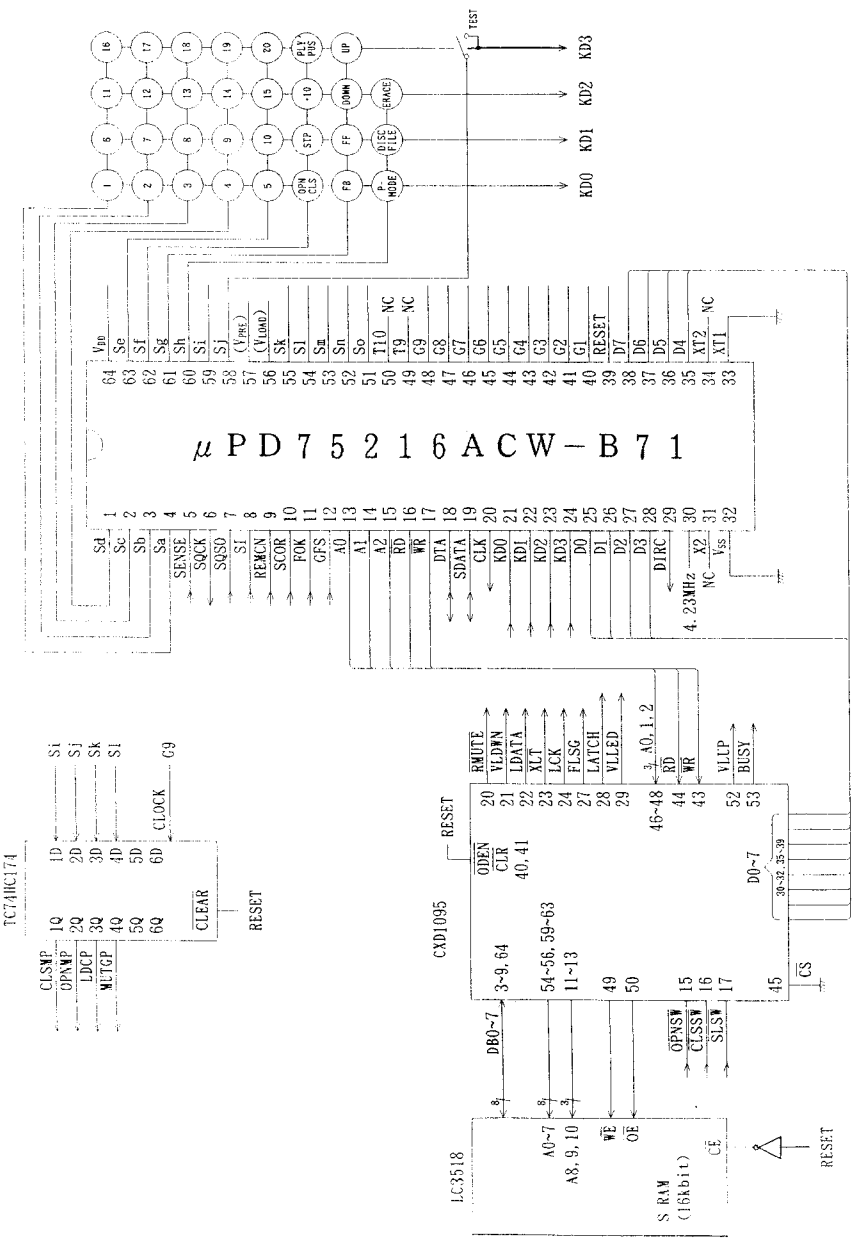 TC74HC174
CLSMP
OPNMP
LDCP
MUTGP
1Q
2Q
3Q
4Q
5Q
6Q
1D
2D
3D
4D
5D
6D
Si
Sj
Sk
Sl
CLOCK
G9
CLEAR
RESET
16
17
18
19
20
PLY PUS
UP
11
12
13
14
15
+10
DOWN
ERACE
6
7
8
9
10
STP
FF
DISC FILE
1
2
3
4
5
OPN CLS
FB
P-MODE
TEST
KD3
KD2
KD1
KD0
μPD75216ACW-B71
64 VDD
63 Se
62 Sf
61 Sg
60 Sh
59 Si
58 Sj
57 (VPRE)
56 (VLOAD)
55 Sk
54 Sl
53 Sm
52 Sn
51 So
50 T10 NC
49 T9 NC
48 G9
47 G8
46 G7
45 G6
44 G5
43 G4
42 G3
41 G2
40 G1
39 RESET
38 D7
37 D6
36 D5
35 D4
34 XT2 NC
33 XT1
Sd 1
Sc 2
Sb 3
Sa 4
SENSE 5
SQCK 6
SQSO 7
SI 8
REMCN 9
SCOR 10
FOK 11
GFS 12
A0 13
A1 14
A2 15
RD 16
WR 17
DTA 18
SDATA 19
CLK 20
KD0 21
KD1 22
KD2 23
KD3 24
D0 25
D1 26
D2 27
D3 28
DIRC 29
4.23MHz 30
NC X2 31
VSS 32
CXD1095
RESET
ODEN
CLR
40,41
20 RMUTE
21 VLDWN
22 LDATA
23 XLT
24 LCK
27 FLSG
28 LATCH
29 VLLED
46~48 3 A0,1,2
44 RD
43 WR
52 VLUP
53 BUSY
D0~7
30~32,35~39
3~9,64
54~56,59~63
11~13
49
50
OPNSW 15
CLSSW 16
SLSW 17
45 CS
LC3518
DB0~7
8
A0~7 8
A8,9,10 3
WE
OE
S RAM
(16kbit)
CE
RESET